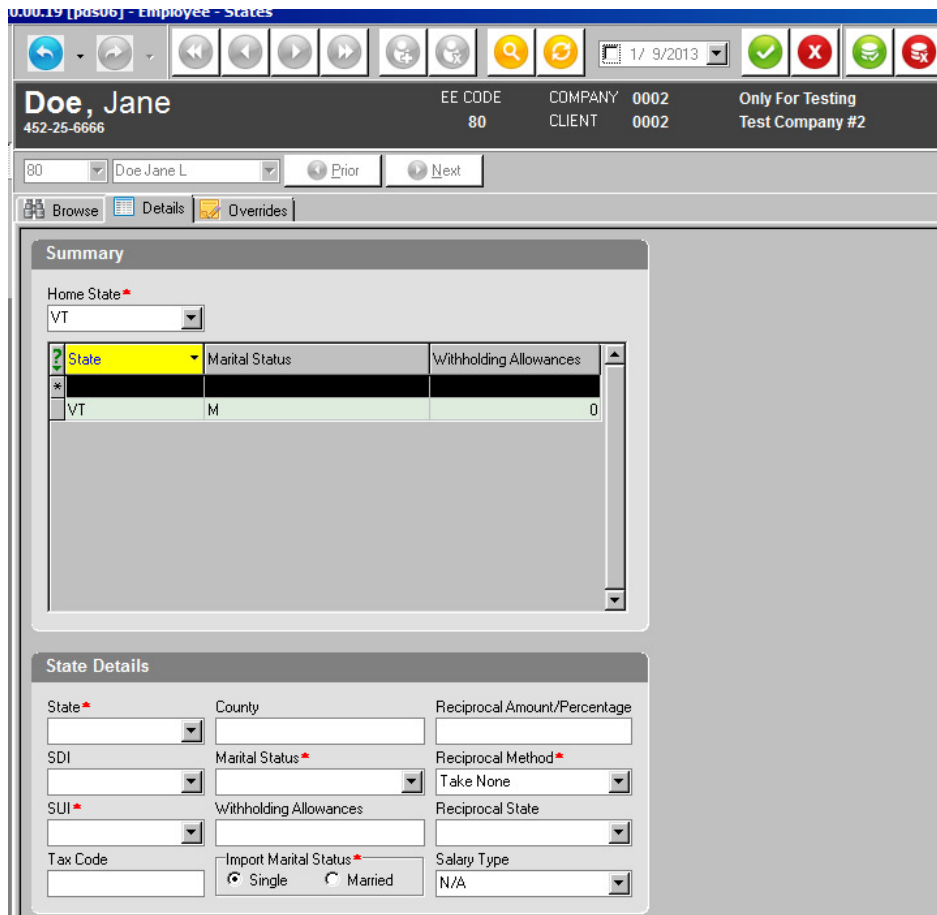 0.00.19 [pds06] - Employee - States
1/ 9/2013
Doe, Jane EE CODE COMPANY 0002 Only For Testing
452-25-6666 80 CLIENT 0002 Test Company #2
80 Doe Jane L Prior Next
Browse Details Overrides
Summary
Home State*
VT
State Marital Status Withholding Allowances
*
VT M 0
State Details
State* County Reciprocal Amount/Percentage
SDI Marital Status* Reciprocal Method*
Take None
SUI* Withholding Allowances Reciprocal State
Tax Code Import Marital Status* Salary Type
Single Married N/A